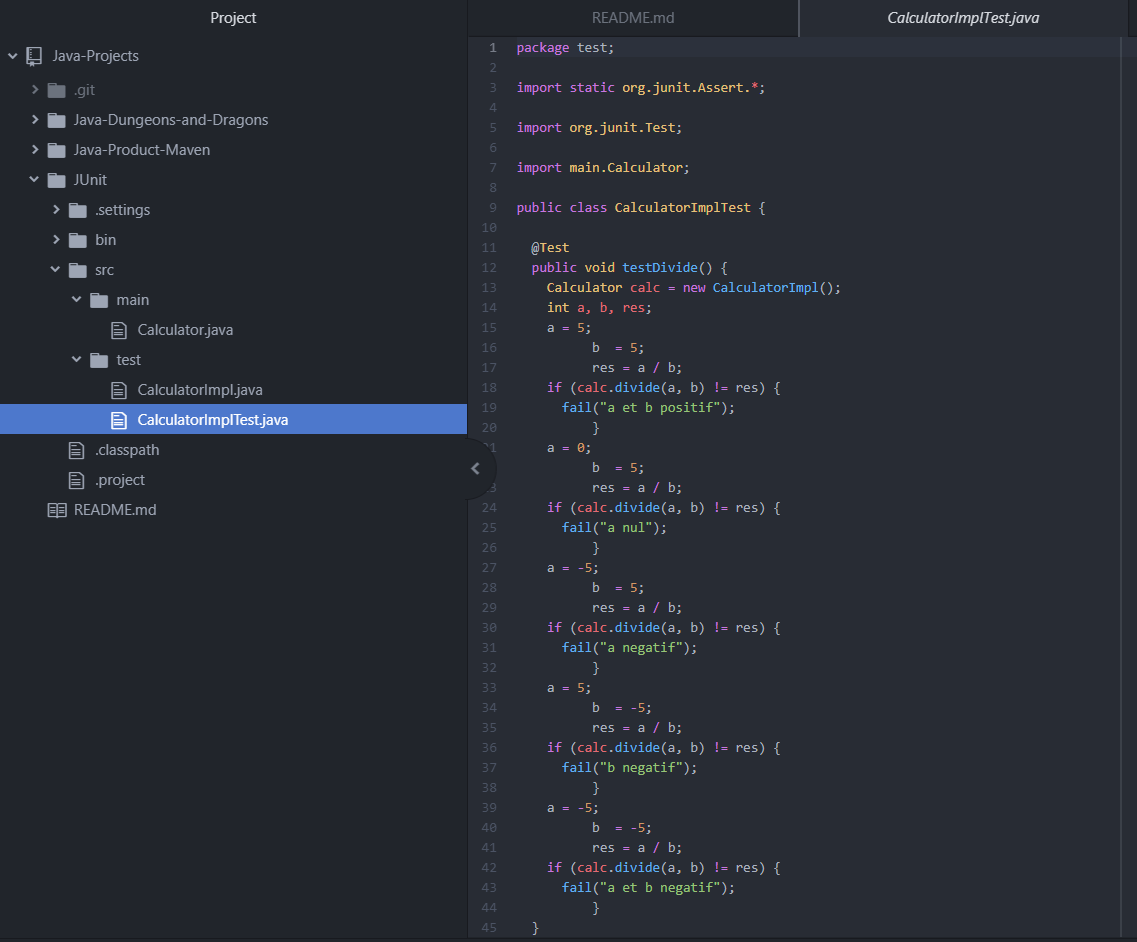 Project
Java-Projects
.git
Java-Dungeons-and-Dragons
Java-Product-Maven
JUnit
.settings
bin
src
main
Calculator.java
test
CalculatorImpl.java
CalculatorImplTest.java
.classpath
.project
README.md
README.md
CalculatorImplTest.java
1 package test;
2
3 import static org.junit.Assert.*;
4
5 import org.junit.Test;
6
7 import main.Calculator;
8
9 public class CalculatorImplTest {
10
11 @Test
12 public void testDivide() {
13 Calculator calc = new CalculatorImpl();
14 int a, b, res;
15 a = 5;
16 b = 5;
17 res = a / b;
18 if (calc.divide(a, b) != res) {
19 fail("a et b positif");
20 }
21 a = 0;
b = 5;
23 res = a / b;
24 if (calc.divide(a, b) != res) {
25 fail("a nul");
26 }
27 a = -5;
28 b = 5;
29 res = a / b;
30 if (calc.divide(a, b) != res) {
31 fail("a negatif");
32 }
33 a = 5;
34 b = -5;
35 res = a / b;
36 if (calc.divide(a, b) != res) {
37 fail("b negatif");
38 }
39 a = -5;
40 b = -5;
41 res = a / b;
42 if (calc.divide(a, b) != res) {
43 fail("a et b negatif");
44 }
45 }